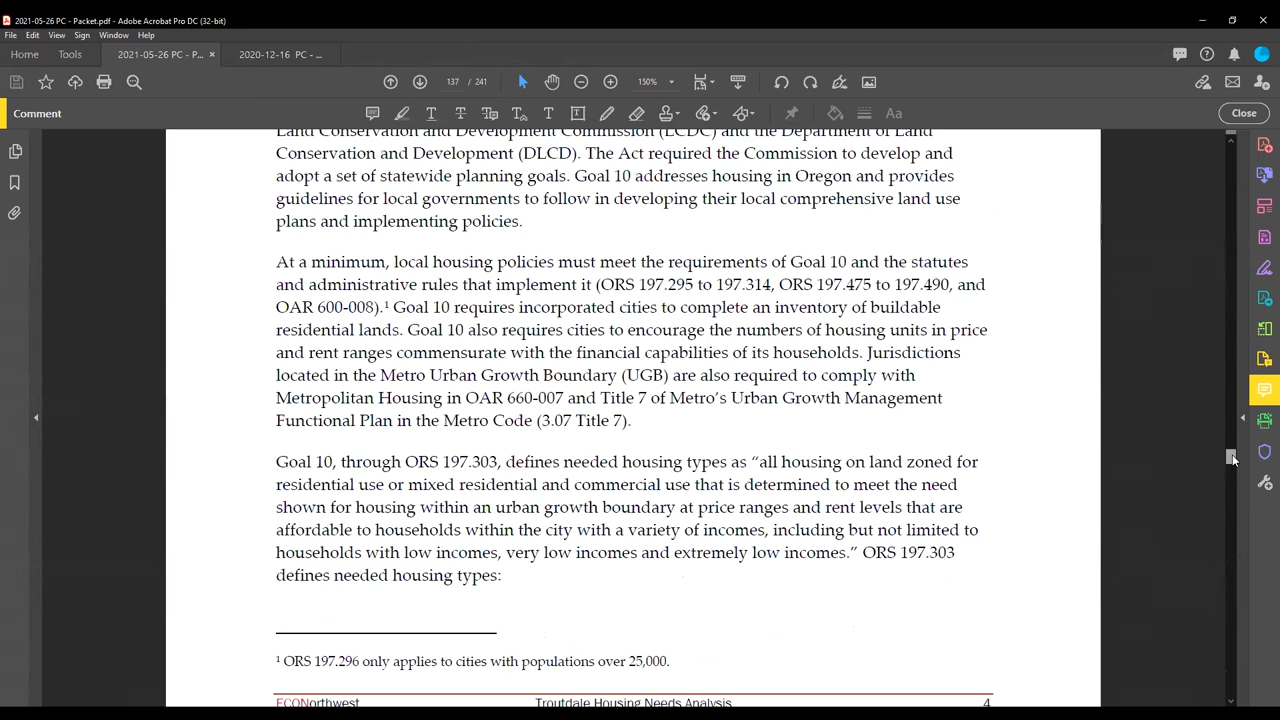 2021-05-26 PC - Packet.pdf - Adobe Acrobat Pro DC (32-bit)
File Edit View Sign Window Help
Home Tools 2021-05-26 PC - P... × 2020-12-16 PC - ...
137 / 241 150%
Comment Close
Land Conservation and Development Commission (LCDC) and the Department of Land
Conservation and Development (DLCD). The Act required the Commission to develop and
adopt a set of statewide planning goals. Goal 10 addresses housing in Oregon and provides
guidelines for local governments to follow in developing their local comprehensive land use
plans and implementing policies.
At a minimum, local housing policies must meet the requirements of Goal 10 and the statutes
and administrative rules that implement it (ORS 197.295 to 197.314, ORS 197.475 to 197.490, and
OAR 600-008).¹ Goal 10 requires incorporated cities to complete an inventory of buildable
residential lands. Goal 10 also requires cities to encourage the numbers of housing units in price
and rent ranges commensurate with the financial capabilities of its households. Jurisdictions
located in the Metro Urban Growth Boundary (UGB) are also required to comply with
Metropolitan Housing in OAR 660-007 and Title 7 of Metro's Urban Growth Management
Functional Plan in the Metro Code (3.07 Title 7).
Goal 10, through ORS 197.303, defines needed housing types as "all housing on land zoned for
residential use or mixed residential and commercial use that is determined to meet the need
shown for housing within an urban growth boundary at price ranges and rent levels that are
affordable to households within the city with a variety of incomes, including but not limited to
households with low incomes, very low incomes and extremely low incomes." ORS 197.303
defines needed housing types:
¹ ORS 197.296 only applies to cities with populations over 25,000.
ECONorthwest Troutdale Housing Needs Analysis 4